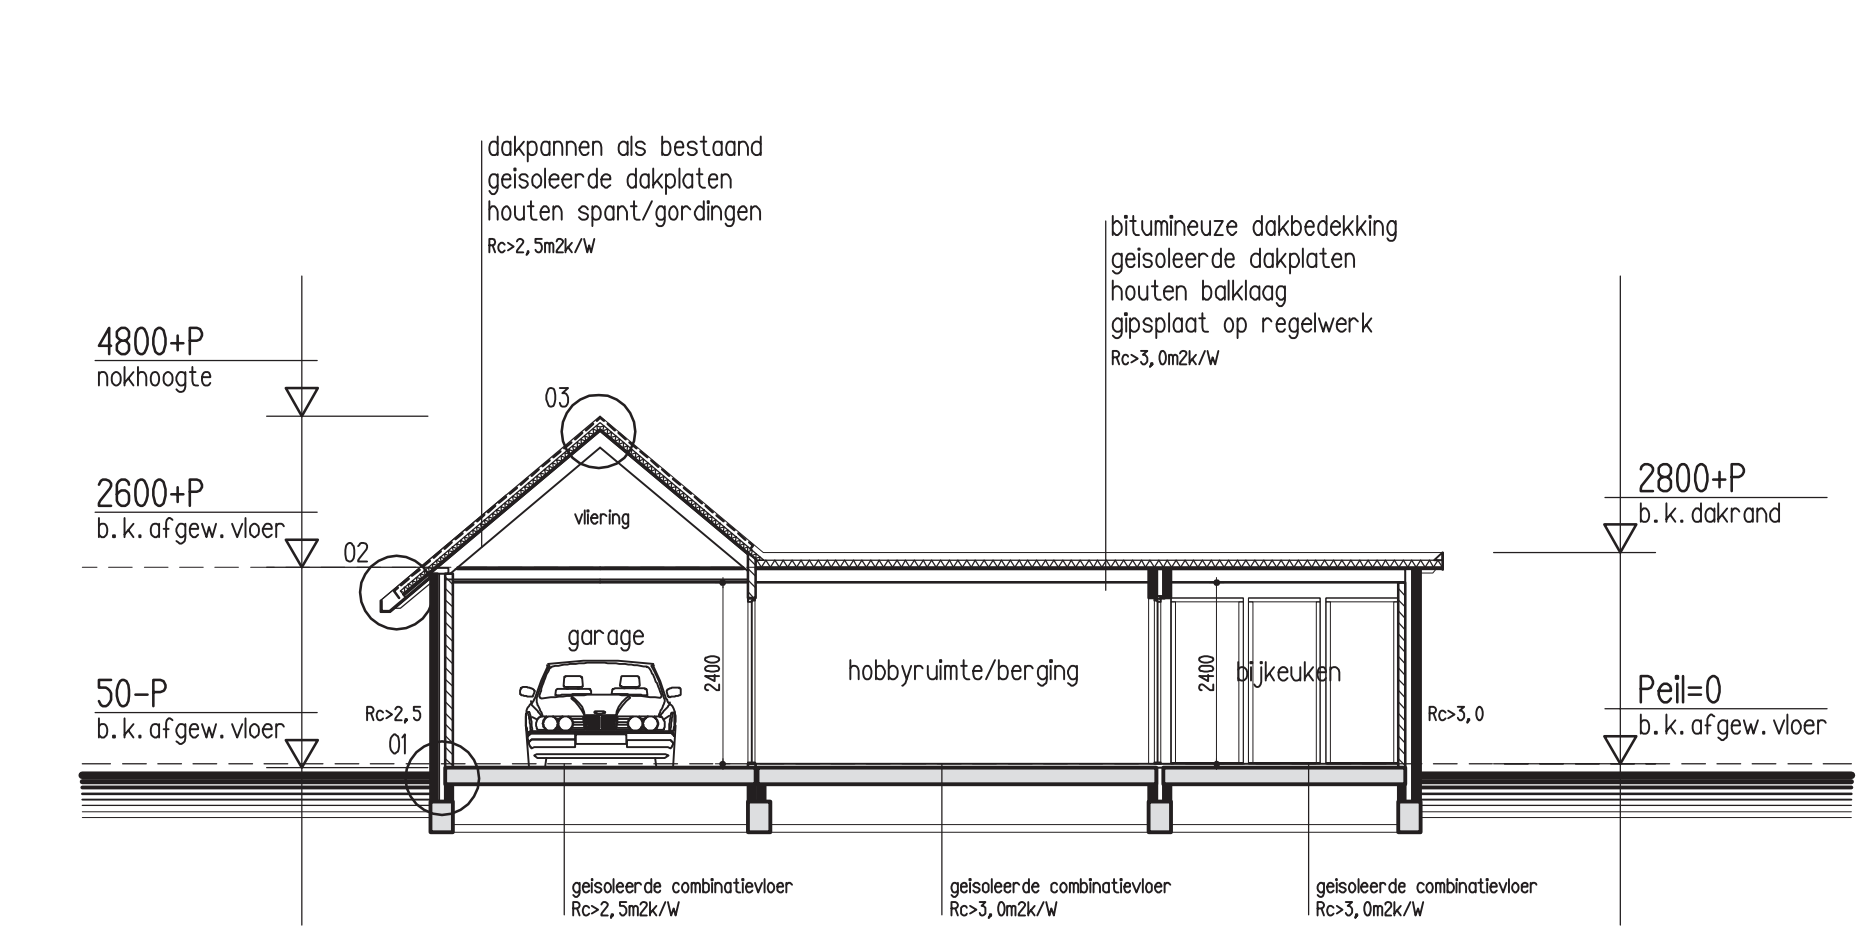 dakpannen als bestaand
geisoleerde dakplaten
houten spant/gordingen
Rc>2,5m2k/W
bitumineuze dakbedekking
geisoleerde dakplaten
houten balklaag
gipsplaat op regelwerk
Rc>3,0m2k/W
4800+P
nokhoogte
03
2600+P
b.k.afgew.vloer
02
vliering
2800+P
b.k.dakrand
garage
2400
hobbyruimte/berging
2400
bijkeuken
50-P
b.k.afgew.vloer
Rc>2,5
01
Rc>3,0
Peil=0
b.k.afgew.vloer
geisoleerde combinatievloer
Rc>2,5m2k/W
geisoleerde combinatievloer
Rc>3,0m2k/W
geisoleerde combinatievloer
Rc>3,0m2k/W